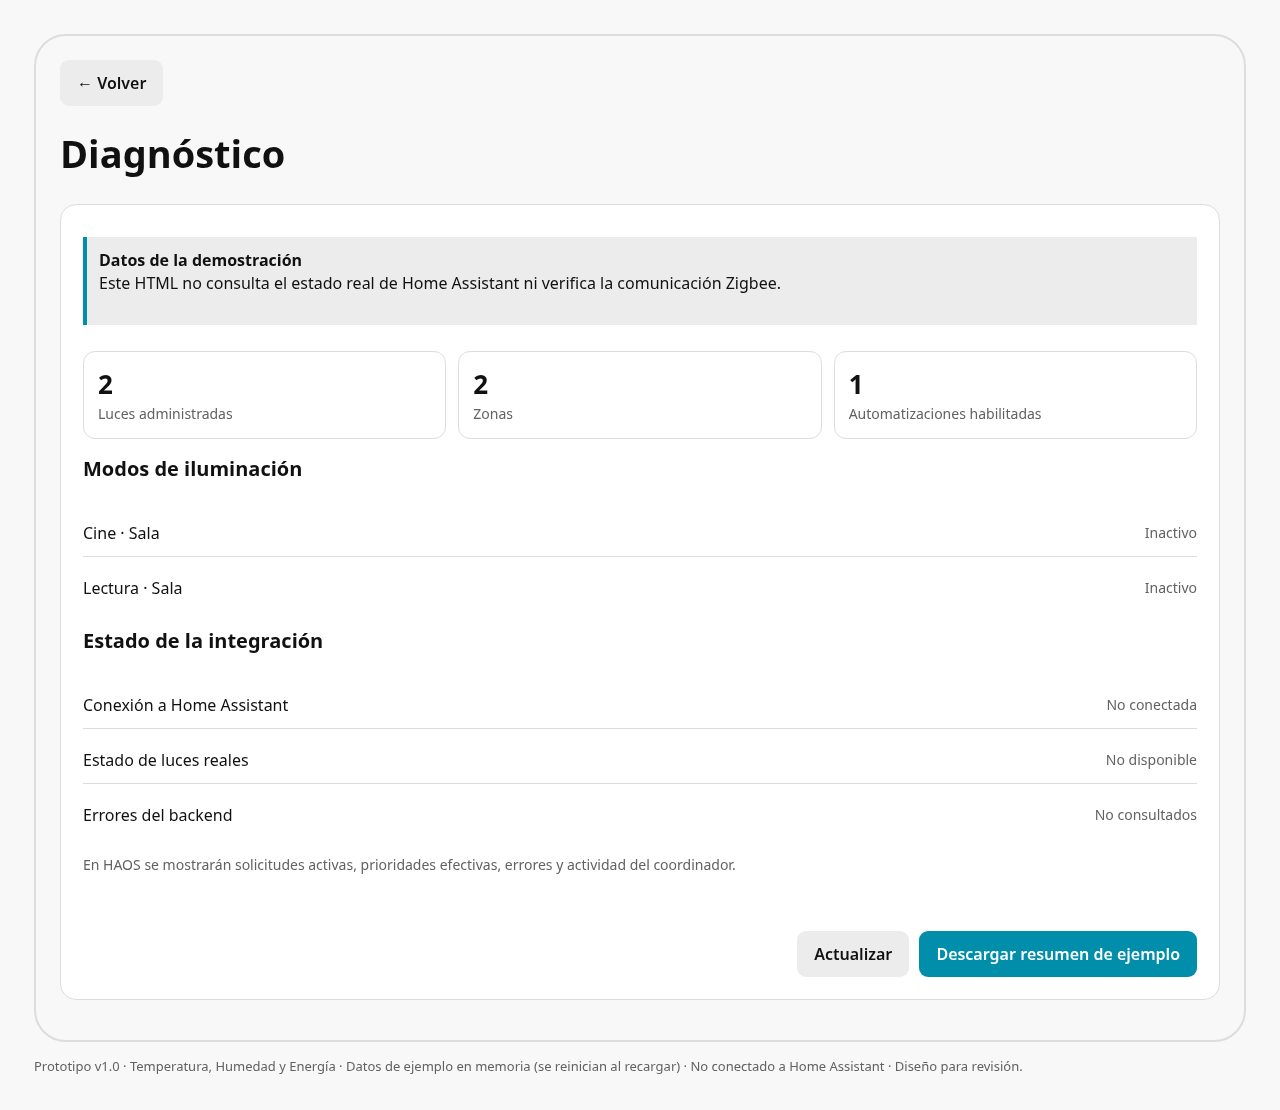 ← Volver
Diagnóstico
Datos de la demostración
Este HTML no consulta el estado real de Home Assistant ni verifica la comunicación Zigbee.
2
Luces administradas
2
Zonas
1
Automatizaciones habilitadas
Modos de iluminación
Cine · Sala
Inactivo
Lectura · Sala
Inactivo
Estado de la integración
Conexión a Home Assistant
No conectada
Estado de luces reales
No disponible
Errores del backend
No consultados
En HAOS se mostrarán solicitudes activas, prioridades efectivas, errores y actividad del coordinador.
Actualizar
Descargar resumen de ejemplo
Prototipo v1.0 · Temperatura, Humedad y Energía · Datos de ejemplo en memoria (se reinician al recargar) · No conectado a Home Assistant · Diseño para revisión.